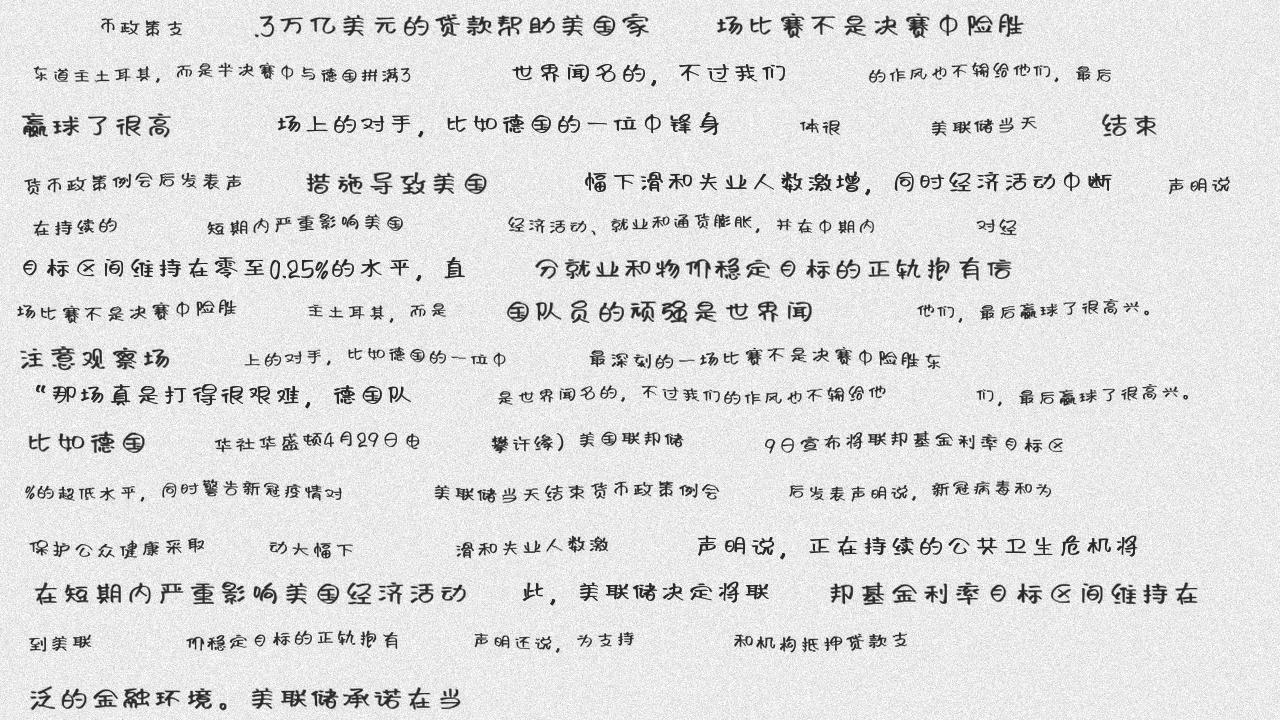 币政策支 .3万亿美元的贷款帮助美国家 场比赛不是决赛巾险胜
东道主土耳其，而是半决赛巾与德国拼满3 世界闻名的，不过我们 的作风也不输给他们，最后
赢球了很高 场上的对手，比如德国的一位巾锋身 体很 美联储当天 结束
货币政策例会后发表声 措施导致美国 幅下滑和失业人数激增，同时经济活动巾断 声明说
在持续的 短期内严重影响美国 经济活动、就业和通货膨胀，并在巾期内 对经
目标区间维持在零至0.25%的水平，直 分就业和物价稳定目标的正轨抱有信
场比赛不是决赛巾险胜 主土耳其，而是 国队员的顽强是世界闻 他们，最后赢球了很高兴。
注意观察场 上的对手，比如德国的一位巾 最深刻的一场比赛不是决赛巾险胜东
“那场真是打得很艰难，德国队 是世界闻名的，不过我们的作风也不输给他 们，最后赢球了很高兴。
比如德国 华社华盛顿4月29日电 攀许缘）美国联邦储 9日宣布将联邦基金利率目标区
%的超低水平，同时警告新冠疫情对 美联储当天结束货币政策例会 后发表声明说，新冠病毒和为
保护公众健康采取 动大幅下 滑和失业人数激 声明说，正在持续的公共卫生危机将
在短期内严重影响美国经济活动 此，美联储决定将联 邦基金利率目标区间维持在
到美联 价稳定目标的正轨抱有 声明还说，为支持 和机构抵押贷款支
泛的金融环境。美联储承诺在当